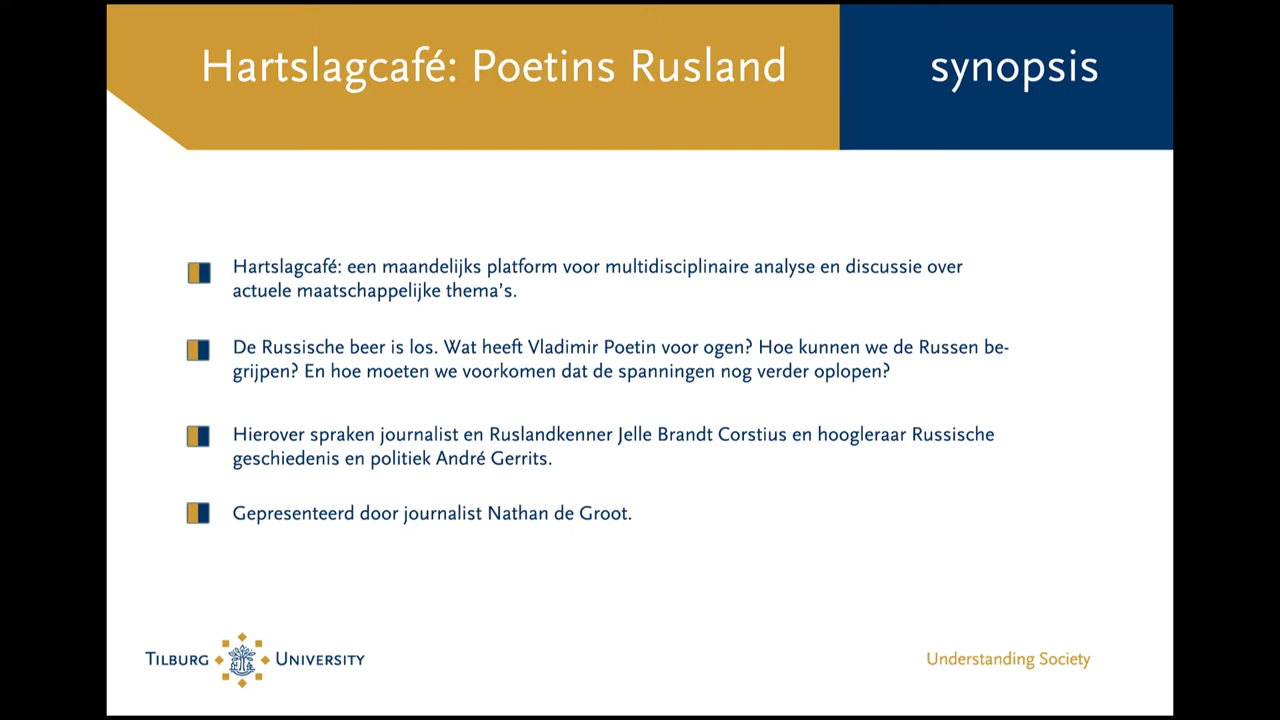 Hartslagcafé: Poetins Rusland
synopsis
Hartslagcafé: een maandelijks platform voor multidisciplinaire analyse en discussie over
actuele maatschappelijke thema's.
De Russische beer is los. Wat heeft Vladimir Poetin voor ogen? Hoe kunnen we de Russen be-
grijpen? En hoe moeten we voorkomen dat de spanningen nog verder oplopen?
Hierover spraken journalist en Ruslandkenner Jelle Brandt Corstius en hoogleraar Russische
geschiedenis en politiek André Gerrits.
Gepresenteerd door journalist Nathan de Groot.
TILBURG UNIVERSITY
Understanding Society